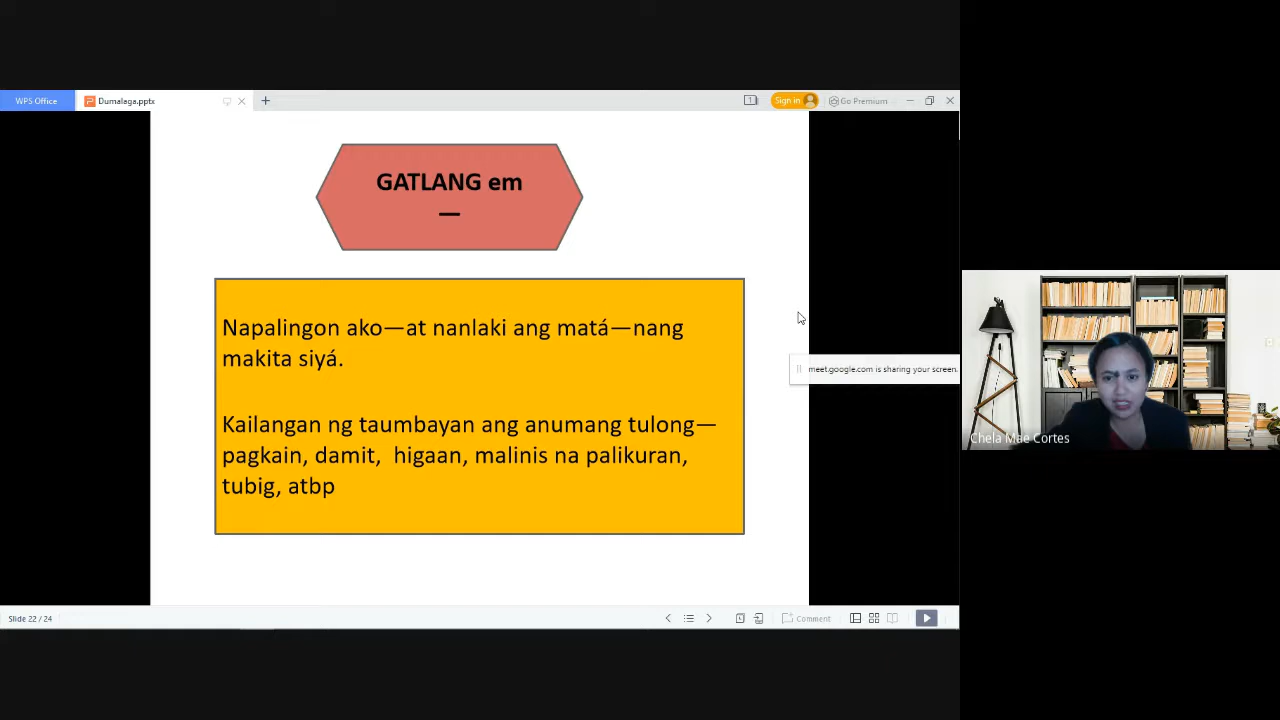 WPS Office
Dumalaga.pptx
1
Sign in
Go Premium
GATLANG em
—
Napalingon ako—at nanlaki ang matá—nang
makita siyá.
Kailangan ng taumbayan ang anumang tulong—
pagkain, damit,  higaan, malinis na palikuran,
tubig, atbp
meet.google.com is sharing your screen.
Chela Mae Cortes
Slide 22 / 24
Comment